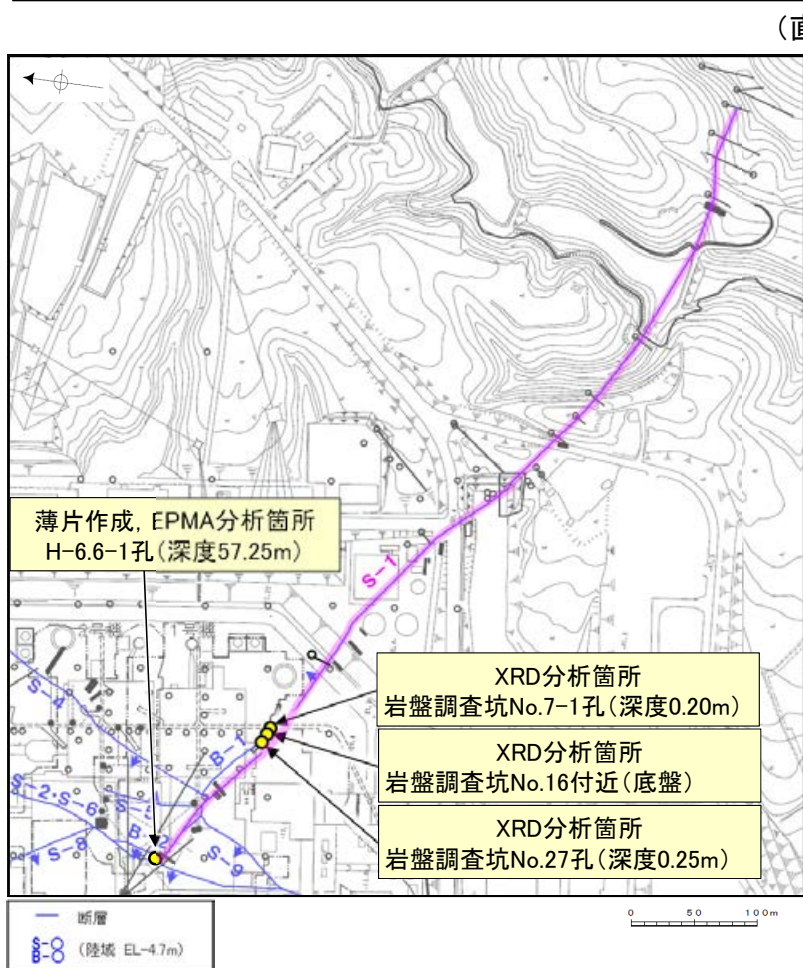 (直
薄片作成, EPMA分析箇所
H-6.6-1孔(深度57.25m)
S-1
XRD分析箇所
岩盤調査坑No.7-1孔(深度0.20m)
XRD分析箇所
岩盤調査坑No.16付近(底盤)
XRD分析箇所
岩盤調査坑No.27孔(深度0.25m)
S-4
B-1
S-2・S-6
B-2
S-8
S-9
断層
S-○
B-○
(陸域 EL-4.7m)
0 50 100m